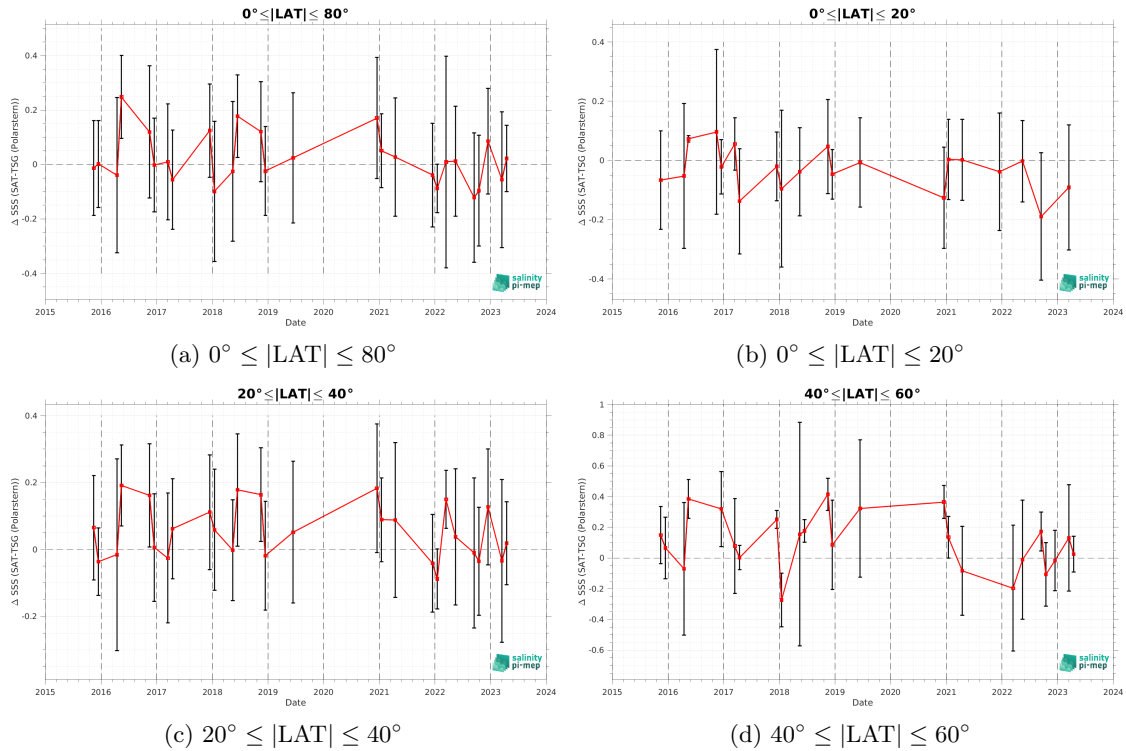 0°≤|LAT|≤ 80°
Δ SSS (SAT-TSG (Polarstern))
0.4
0.2
0
-0.2
-0.4
2015 2016 2017 2018 2019 2020 2021 2022 2023 2024
Date
salinity
pi-mep
(a) 0° ≤ |LAT| ≤ 80°
0°≤|LAT|≤ 20°
Δ SSS (SAT-TSG (Polarstern))
0.4
0.2
0
-0.2
-0.4
2015 2016 2017 2018 2019 2020 2021 2022 2023 2024
Date
salinity
pi-mep
(b) 0° ≤ |LAT| ≤ 20°
20°≤|LAT|≤ 40°
Δ SSS (SAT-TSG (Polarstern))
0.4
0.2
0
-0.2
2015 2016 2017 2018 2019 2020 2021 2022 2023 2024
Date
salinity
pi-mep
(c) 20° ≤ |LAT| ≤ 40°
40°≤|LAT|≤ 60°
Δ SSS (SAT-TSG (Polarstern))
1
0.8
0.6
0.4
0.2
0
-0.2
-0.4
-0.6
2015 2016 2017 2018 2019 2020 2021 2022 2023 2024
Date
salinity
pi-mep
(d) 40° ≤ |LAT| ≤ 60°